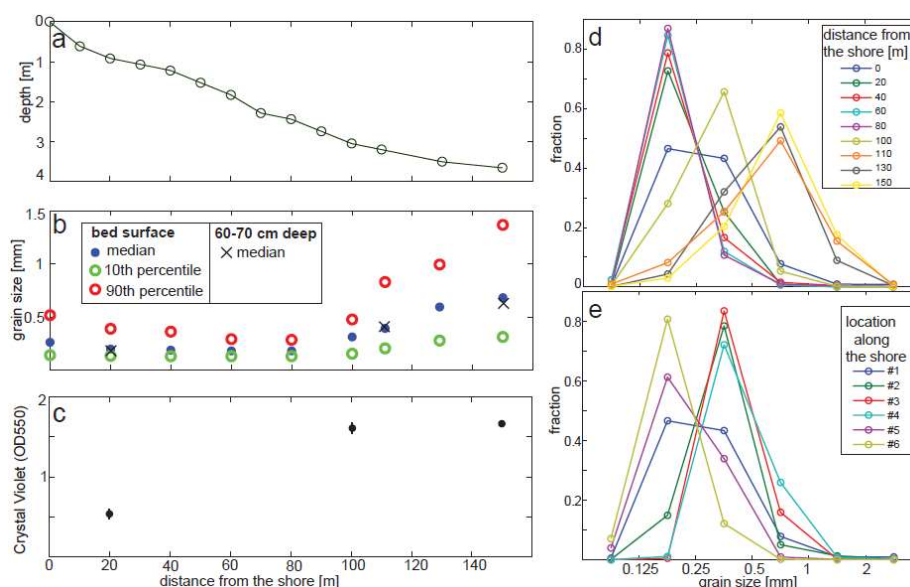 a
0
1
2
3
4
depth [m]
b
1.5
1
0.5
grain size [mm]
bed surface
median
10th percentile
90th percentile
60-70 cm deep
median
c
2
1
0
Crystal Violet (OD550)
0 20 40 60 80 100 120 140
distance from the shore [m]
d
0.8
0.6
0.4
0.2
0
fraction
distance from
the shore [m]
0
20
40
60
80
100
110
130
150
e
0.8
0.6
0.4
0.2
fraction
location
along
the shore
#1
#2
#3
#4
#5
#6
0.125 0.25 0.5 1 2
grain size [mm]